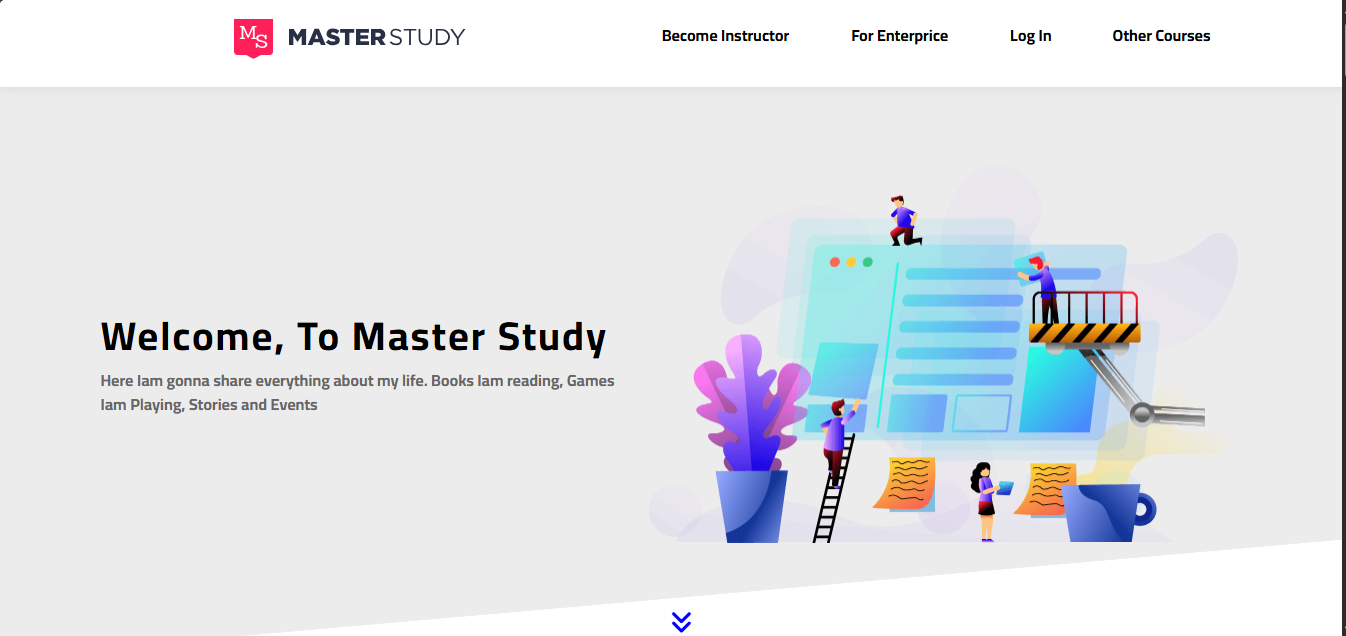 MS MASTERSTUDY
Become Instructor
For Enterprice
Log In
Other Courses
Welcome, To Master Study
Here Iam gonna share everything about my life. Books Iam reading, Games
Iam Playing, Stories and Events